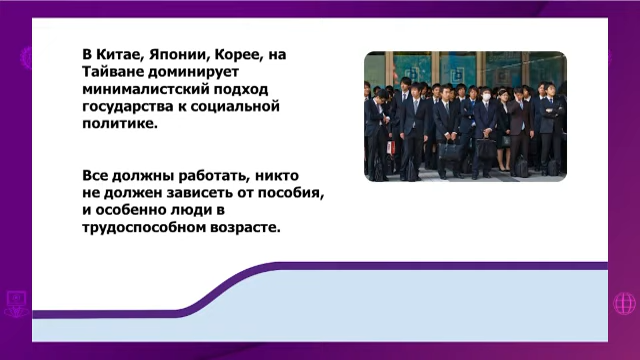 В Китае, Японии, Корее, на
Тайване доминирует
минималистский подход
государства к социальной
политике.
Все должны работать, никто
не должен зависеть от пособия,
и особенно люди в
трудоспособном возрасте.